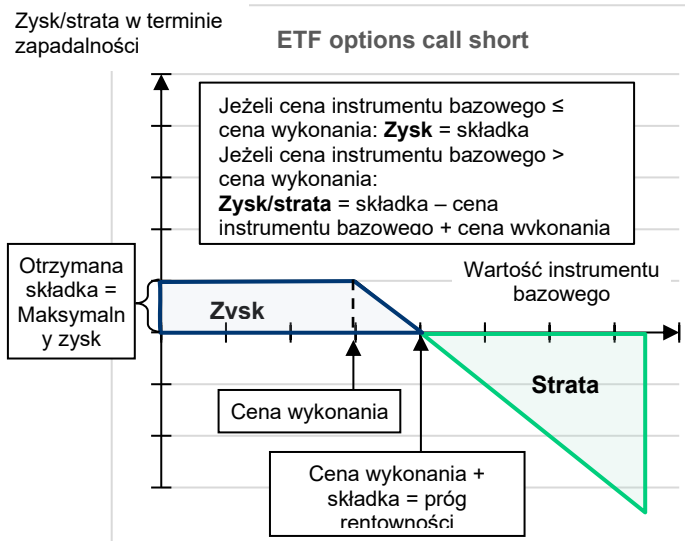 Zysk/strata w terminie
zapadalności
ETF options call short
Jeżeli cena instrumentu bazowego ≤
cena wykonania: Zysk = składka
Jeżeli cena instrumentu bazowego >
cena wykonania:
Zysk/strata = składka – cena
instrumentu bazowego + cena wykonania
Otrzymana
składka =
Maksymaln
y zysk
Zysk
Wartość instrumentu
bazowego
Cena wykonania
Strata
Cena wykonania +
składka = próg
rentowności